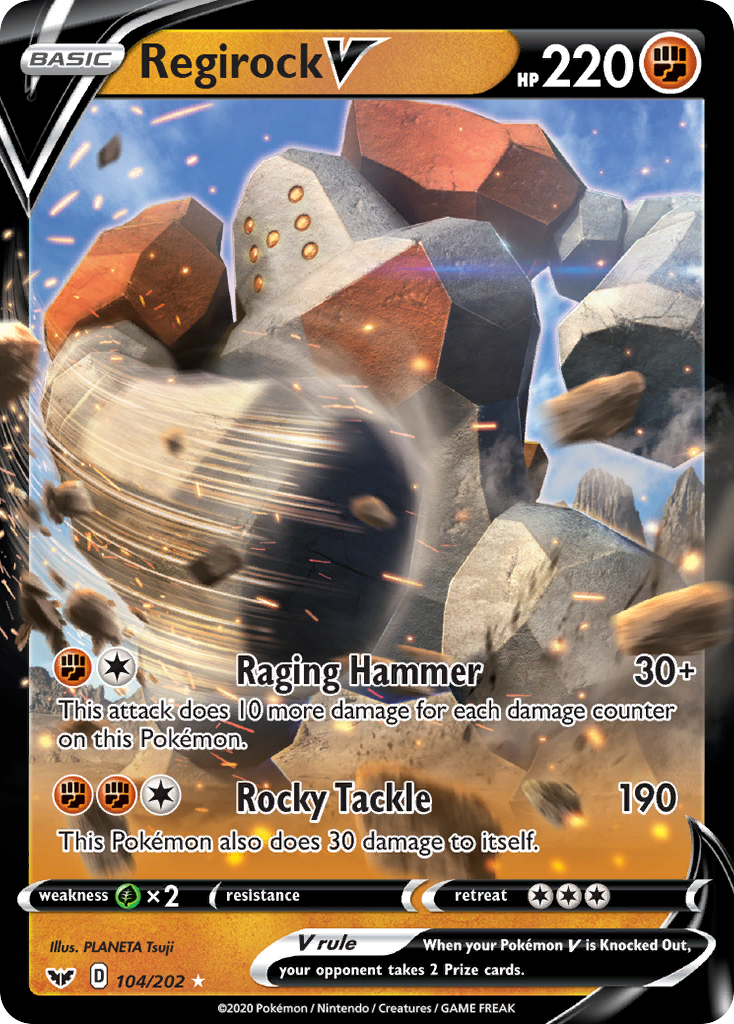 BASIC Regirock V HP 220
Raging Hammer 30+
This attack does 10 more damage for each damage counter
on this Pokémon.
Rocky Tackle 190
This Pokémon also does 30 damage to itself.
weakness ×2 resistance retreat
Illus. PLANETA Tsuji
V rule When your Pokémon V is Knocked Out,
your opponent takes 2 Prize cards.
D 104/202 ★
©2020 Pokémon / Nintendo / Creatures / GAME FREAK